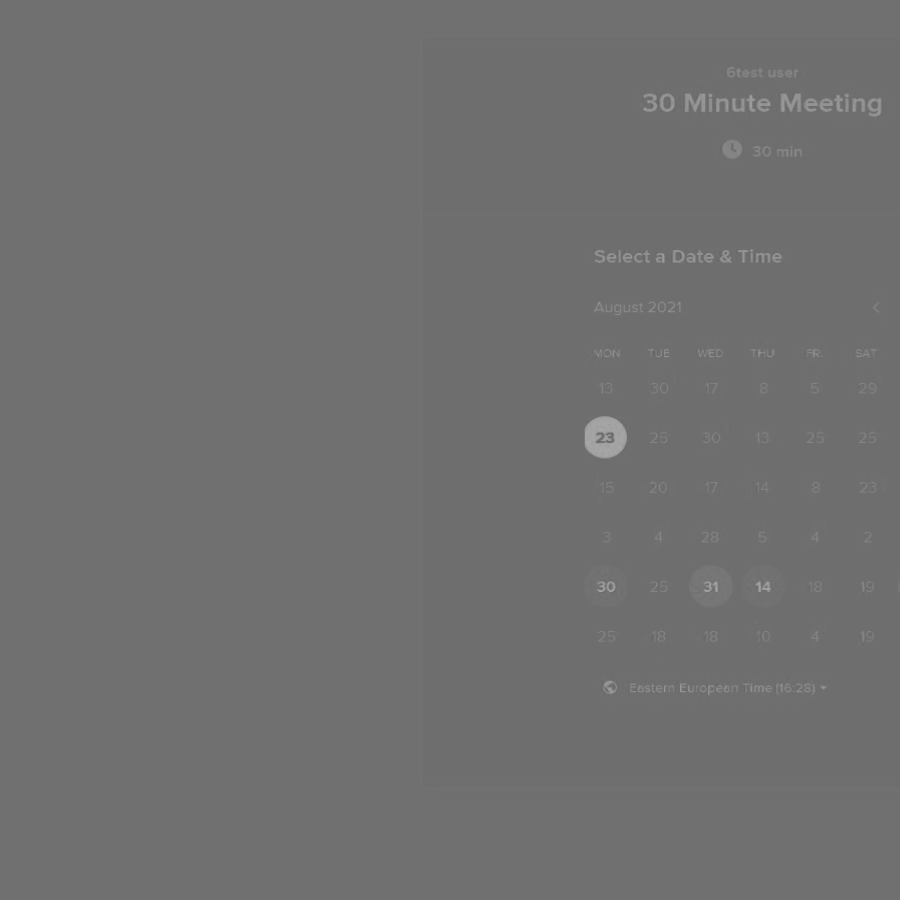 6test user
30 Minute Meeting
30 min
Select a Date & Time
August 2021
MON TUE WED THU FRI SAT
13 30 17 8 5 29
23 25 30 13 25 25
15 20 17 14 8 23
3 4 28 5 4 2
30 25 31 14 18 19
25 18 18 10 4 19
Eastern European Time (16:28)